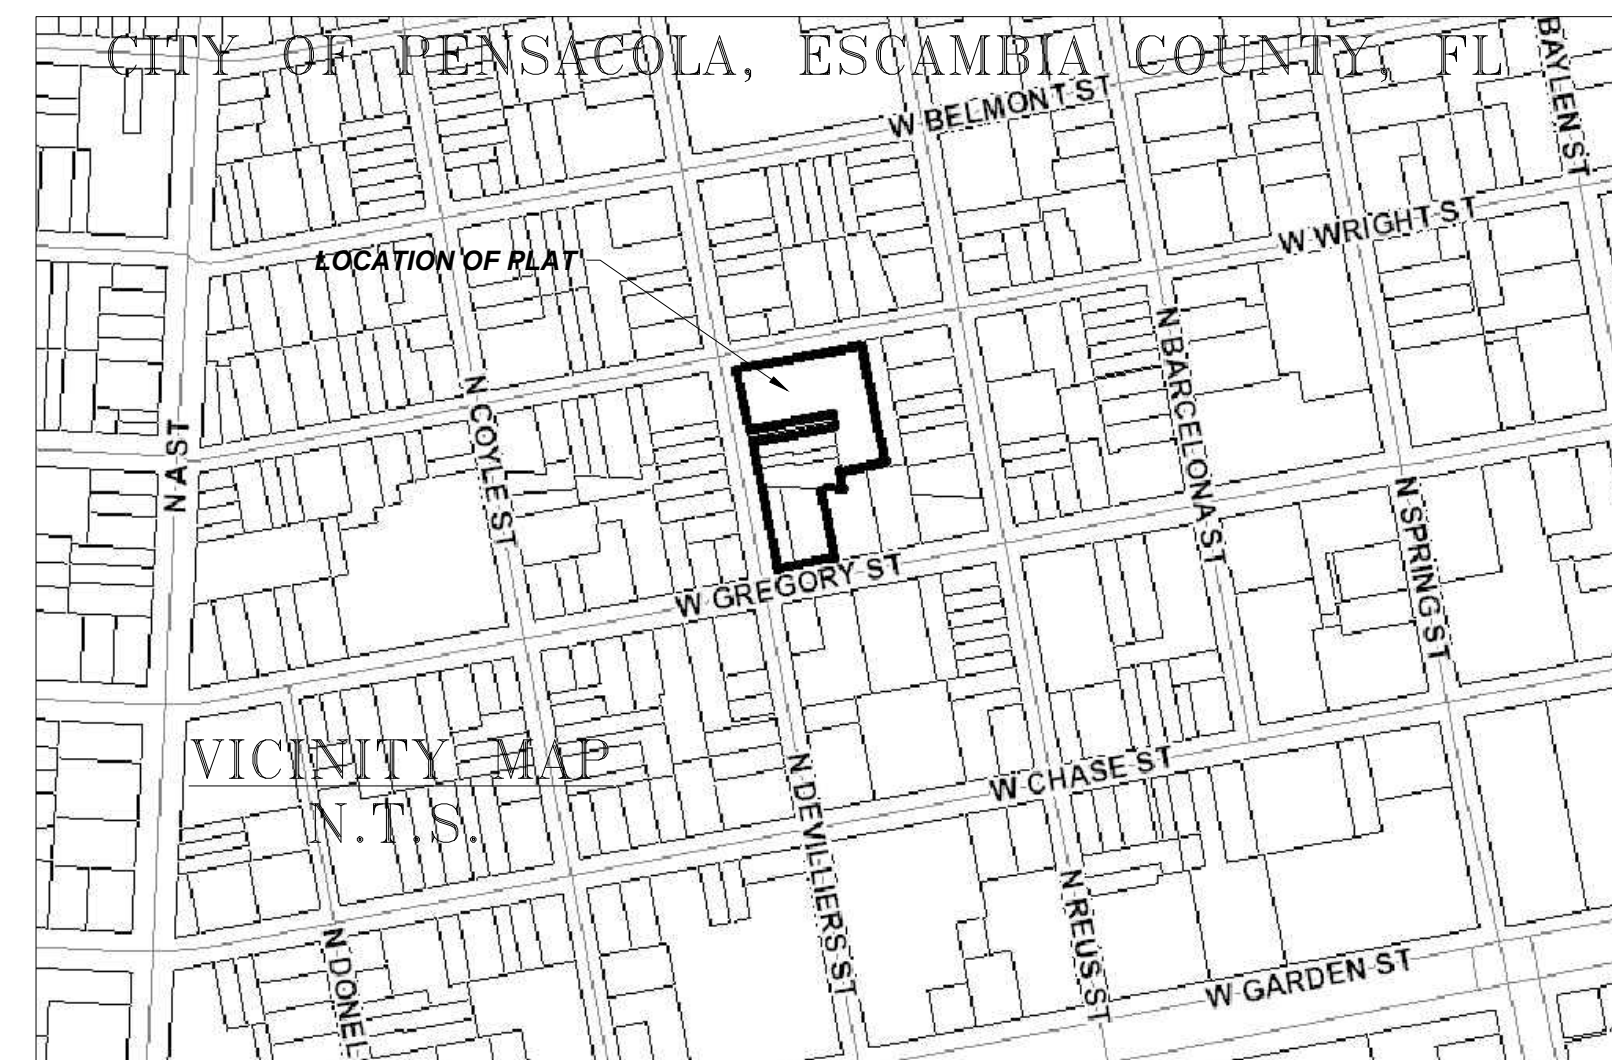 CITY OF PENSACOLA, ESCAMBIA COUNTY, FL
BAYLEN ST
W BELMONT ST
W WRIGHT ST
LOCATION OF PLAT
N BARCELONA ST
N COYLE ST
N A ST
N SPRING ST
W GREGORY ST
VICINITY MAP
N.T.S.
W CHASE ST
N DEVILLIERS ST
N REUS ST
N DONEL
W GARDEN ST